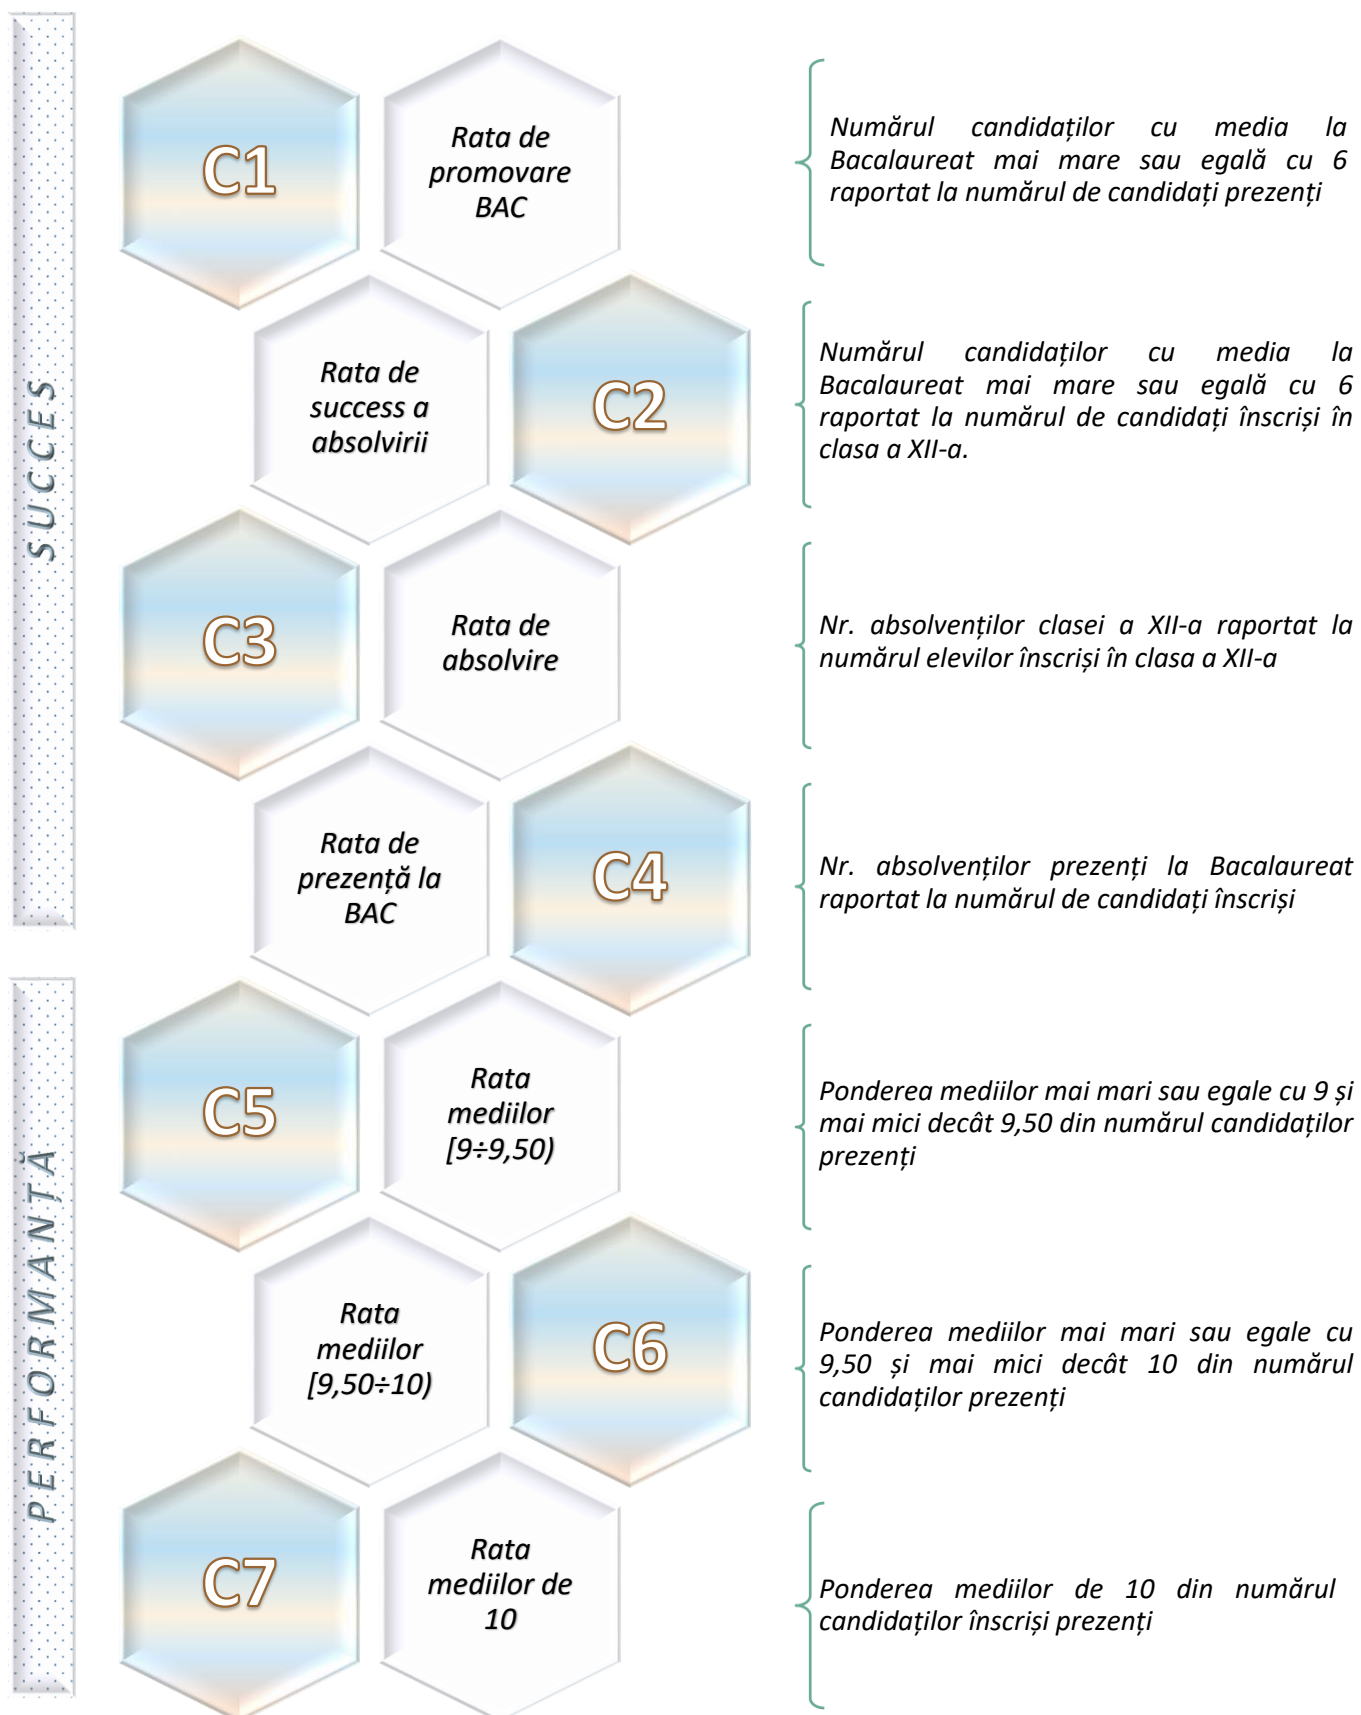 SUCCES
C1
Rata de
promovare
BAC
Numărul candidaților cu media la
Bacalaureat mai mare sau egală cu 6
raportat la numărul de candidați prezenți
Rata de
success a
absolvirii
C2
Numărul candidaților cu media la
Bacalaureat mai mare sau egală cu 6
raportat la numărul de candidați înscriși în
clasa a XII-a.
C3
Rata de
absolvire
Nr. absolvenților clasei a XII-a raportat la
numărul elevilor înscriși în clasa a XII-a
Rata de
prezență la
BAC
C4
Nr. absolvenților prezenți la Bacalaureat
raportat la numărul de candidați înscriși
PERFORMANȚĂ
C5
Rata
mediilor
[9÷9,50)
Ponderea mediilor mai mari sau egale cu 9 și
mai mici decât 9,50 din numărul candidaților
prezenți
Rata
mediilor
[9,50÷10)
C6
Ponderea mediilor mai mari sau egale cu
9,50 și mai mici decât 10 din numărul
candidaților prezenți
C7
Rata
mediilor de
10
Ponderea mediilor de 10 din numărul
candidaților înscriși prezenți